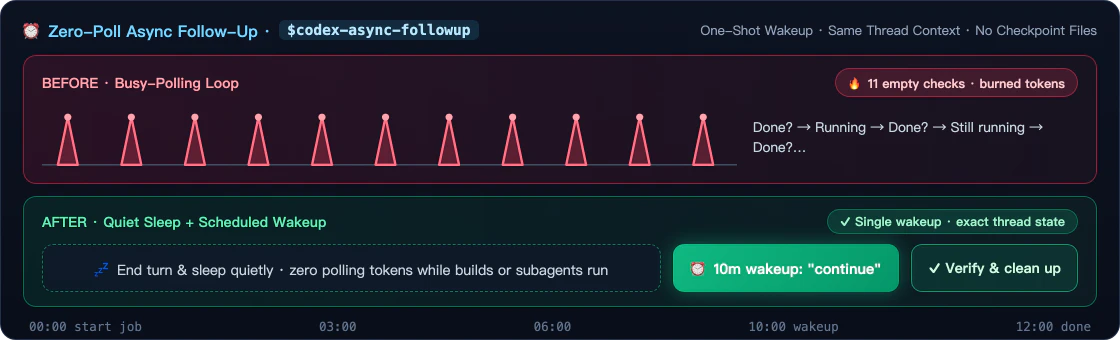 ⏰ Zero-Poll Async Follow-Up · $codex-async-followup
One-Shot Wakeup · Same Thread Context · No Checkpoint Files
BEFORE · Busy-Polling Loop
🔥 11 empty checks · burned tokens
Done? → Running → Done? → Still running →
Done?...
AFTER · Quiet Sleep + Scheduled Wakeup
✓ Single wakeup · exact thread state
💤 End turn & sleep quietly · zero polling tokens while builds or subagents run
⏰ 10m wakeup: "continue"
✓ Verify & clean up
00:00 start job
03:00
06:00
10:00 wakeup
12:00 done